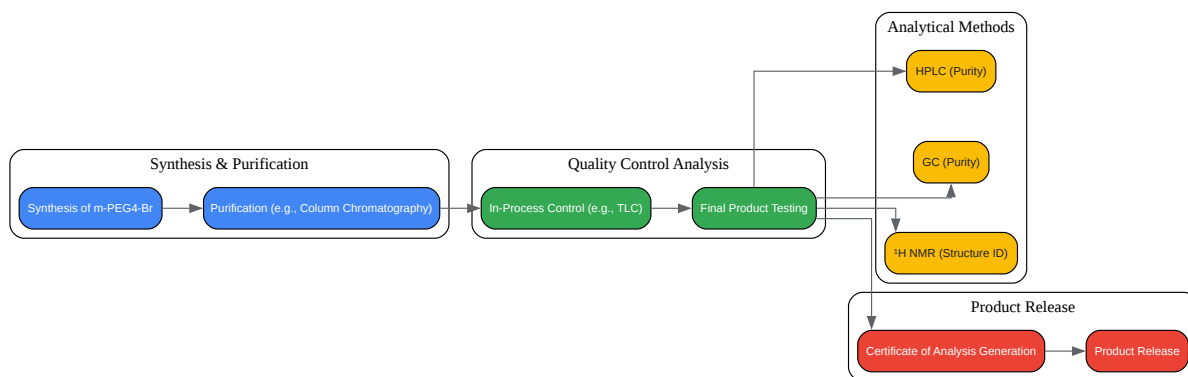 Analytical Methods
HPLC (Purity)
GC (Purity)
¹H NMR (Structure ID)
Synthesis & Purification
Synthesis of m-PEG4-Br
Purification (e.g., Column Chromatography)
Quality Control Analysis
In-Process Control (e.g., TLC)
Final Product Testing
Product Release
Certificate of Analysis Generation
Product Release